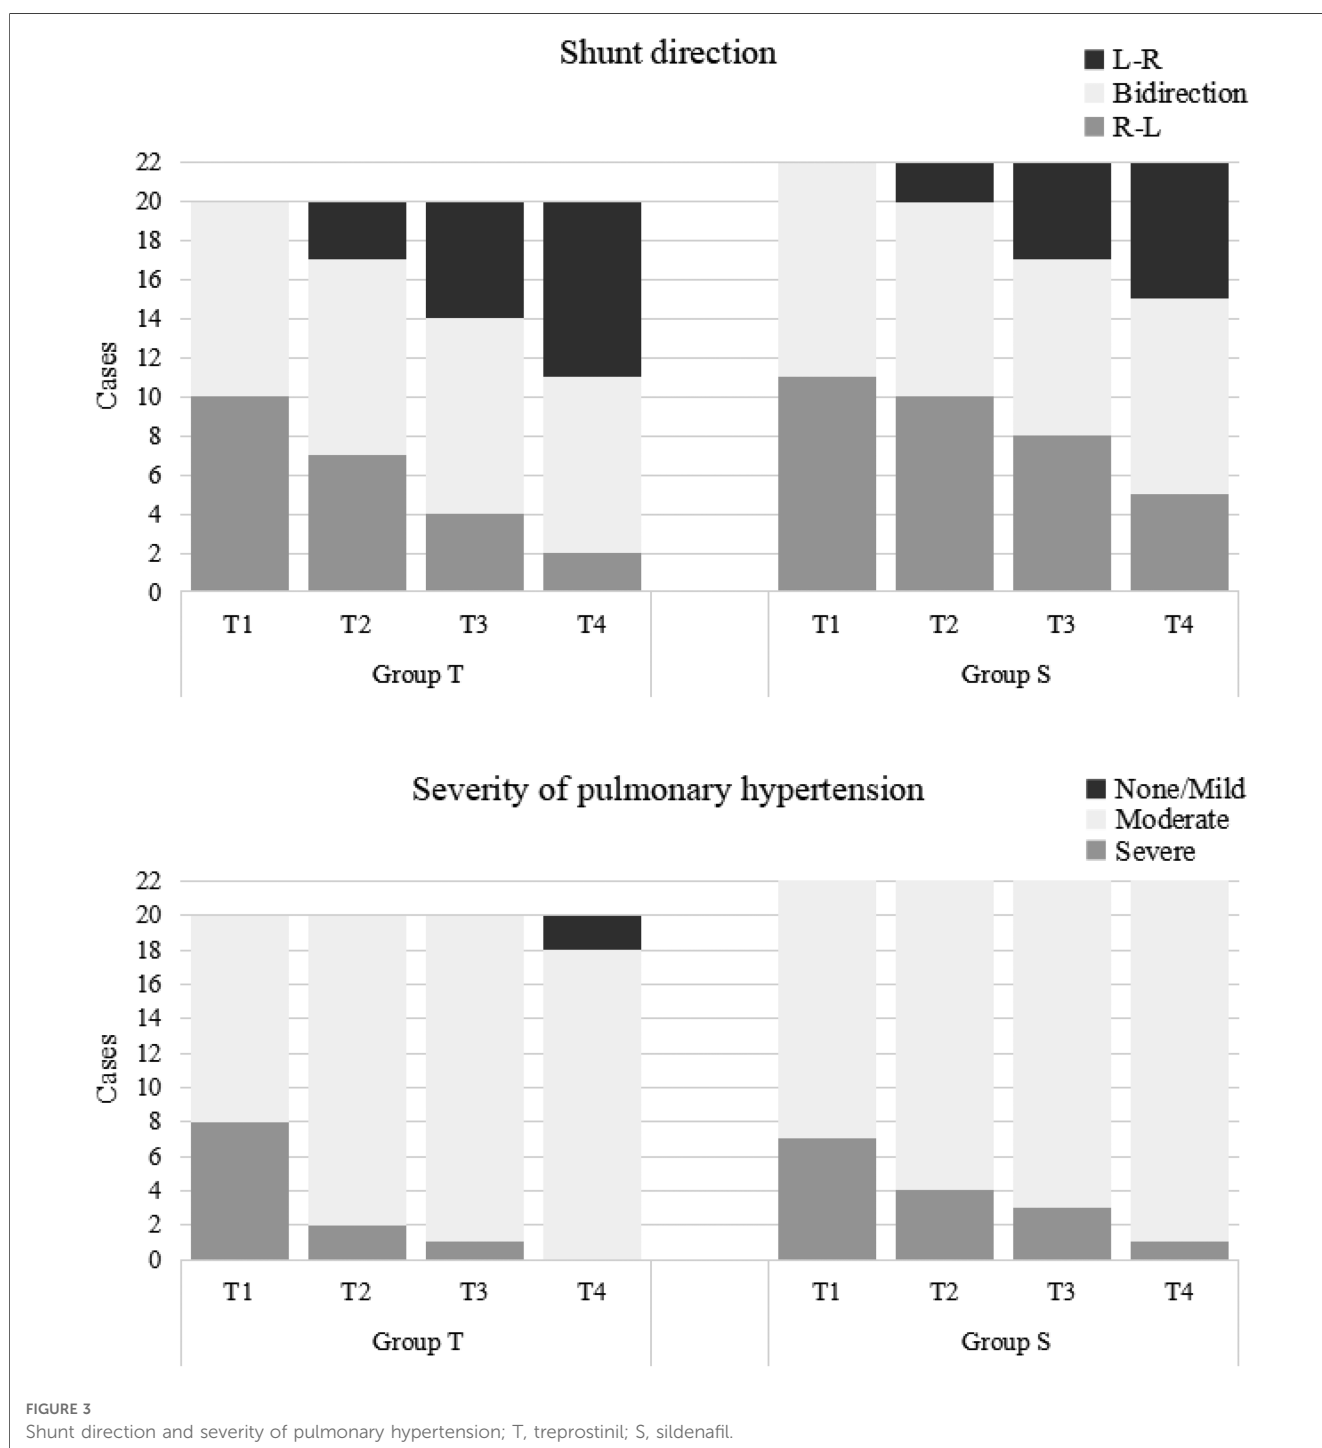 Shunt direction
L-R
Bidirection
R-L
22
20
18
16
14
12
10
8
6
4
2
0
Cases
T1 T2 T3 T4 T1 T2 T3 T4
Group T Group S
Severity of pulmonary hypertension
None/Mild
Moderate
Severe
22
20
18
16
14
12
10
8
6
4
2
0
Cases
T1 T2 T3 T4 T1 T2 T3 T4
Group T Group S
FIGURE 3
Shunt direction and severity of pulmonary hypertension; T, treprostinil; S, sildenafil.